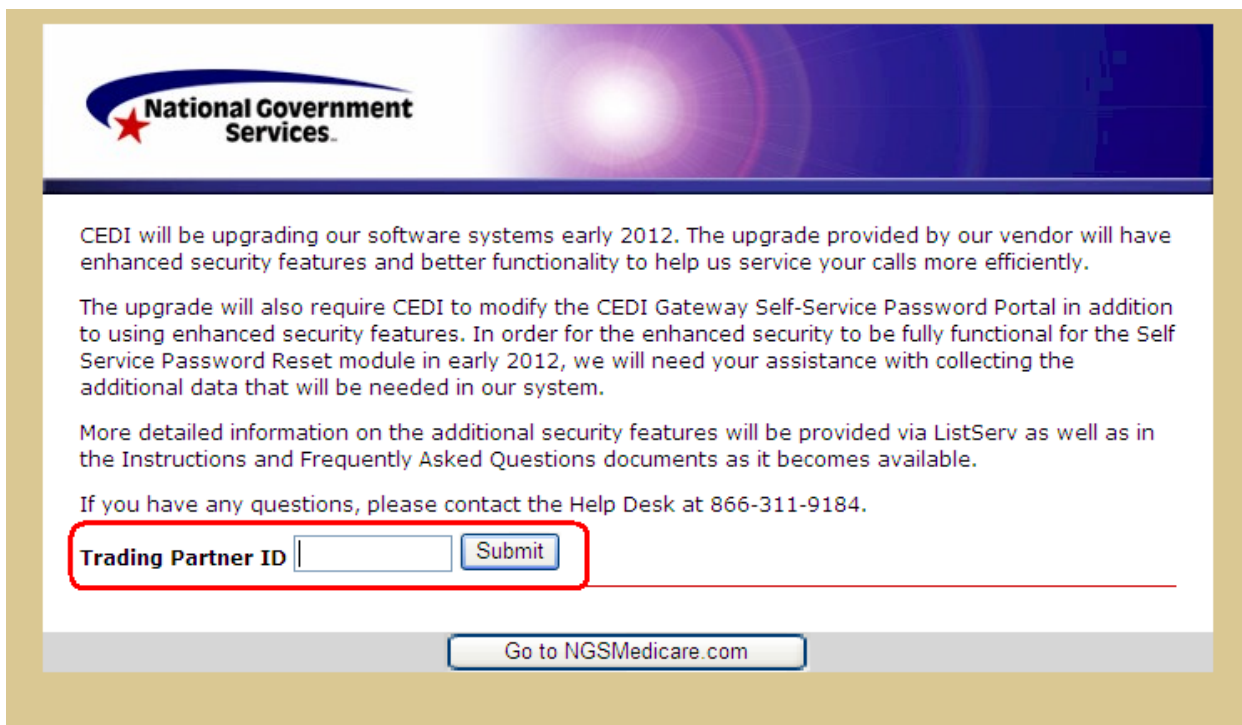 National Government
Services
CEDI will be upgrading our software systems early 2012. The upgrade provided by our vendor will have
enhanced security features and better functionality to help us service your calls more efficiently.
The upgrade will also require CEDI to modify the CEDI Gateway Self-Service Password Portal in addition
to using enhanced security features. In order for the enhanced security to be fully functional for the Self
Service Password Reset module in early 2012, we will need your assistance with collecting the
additional data that will be needed in our system.
More detailed information on the additional security features will be provided via ListServ as well as in
the Instructions and Frequently Asked Questions documents as it becomes available.
If you have any questions, please contact the Help Desk at 866-311-9184.
Trading Partner ID Submit
Go to NGSMedicare.com